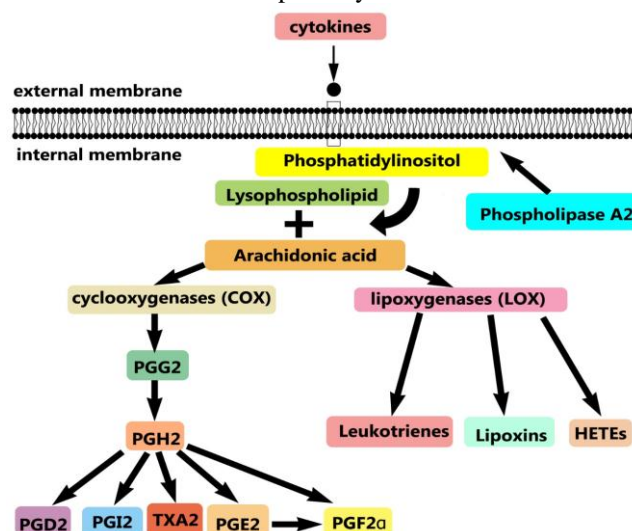 cytokines
external membrane
internal membrane
Phosphatidylinositol
Lysophospholipid
+
Phospholipase A2
Arachidonic acid
cyclooxygenases (COX)
lipoxygenases (LOX)
PGG2
PGH2
Leukotrienes
Lipoxins
HETEs
PGD2
PGI2
TXA2
PGE2
PGF2α